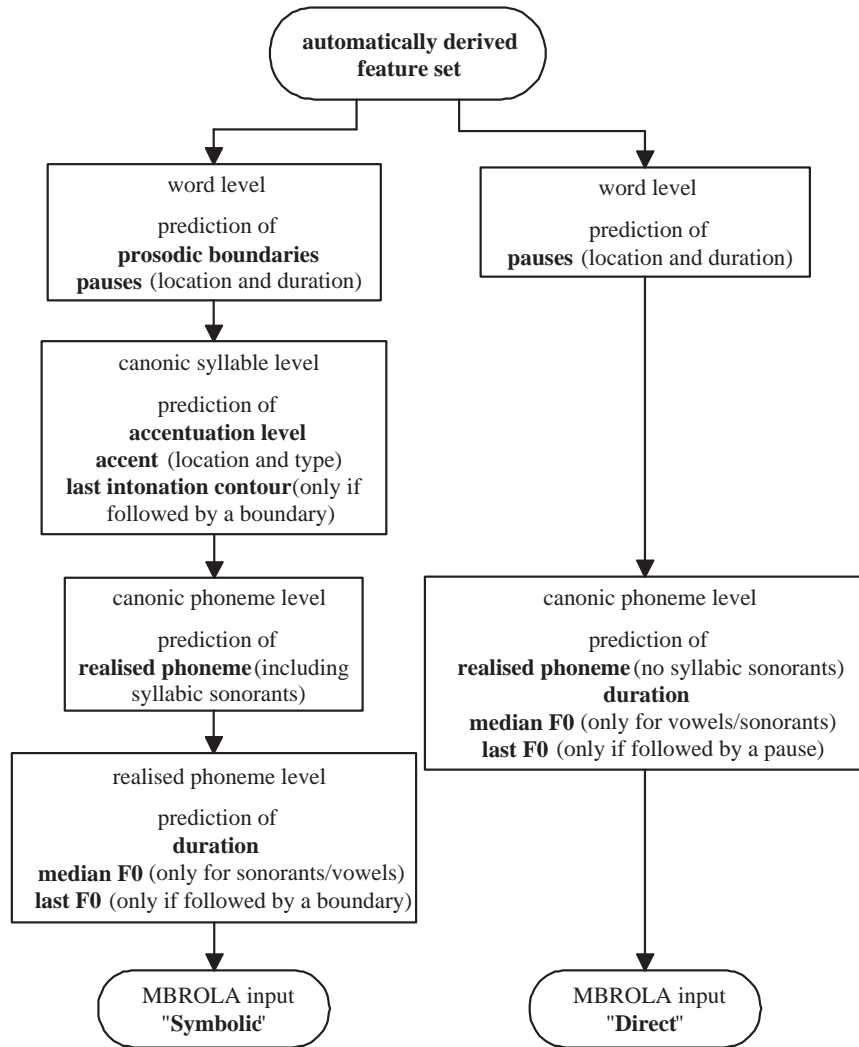 automatically derived
feature set
word level
prediction of
prosodic boundaries
pauses (location and duration)
canonic syllable level
prediction of
accentuation level
accent (location and type)
last intonation contour(only if
followed by a boundary)
canonic phoneme level
prediction of
realised phoneme(including
syllabic sonorants)
realised phoneme level
prediction of
duration
median F0 (only for sonorants/vowels)
last F0 (only if followed by a boundary)
MBROLA input
"Symbolic"
word level
prediction of
pauses (location and duration)
canonic phoneme level
prediction of
realised phoneme(no syllabic sonorants)
duration
median F0 (only for vowels/sonorants)
last F0 (only if followed by a pause)
MBROLA input
"Direct"